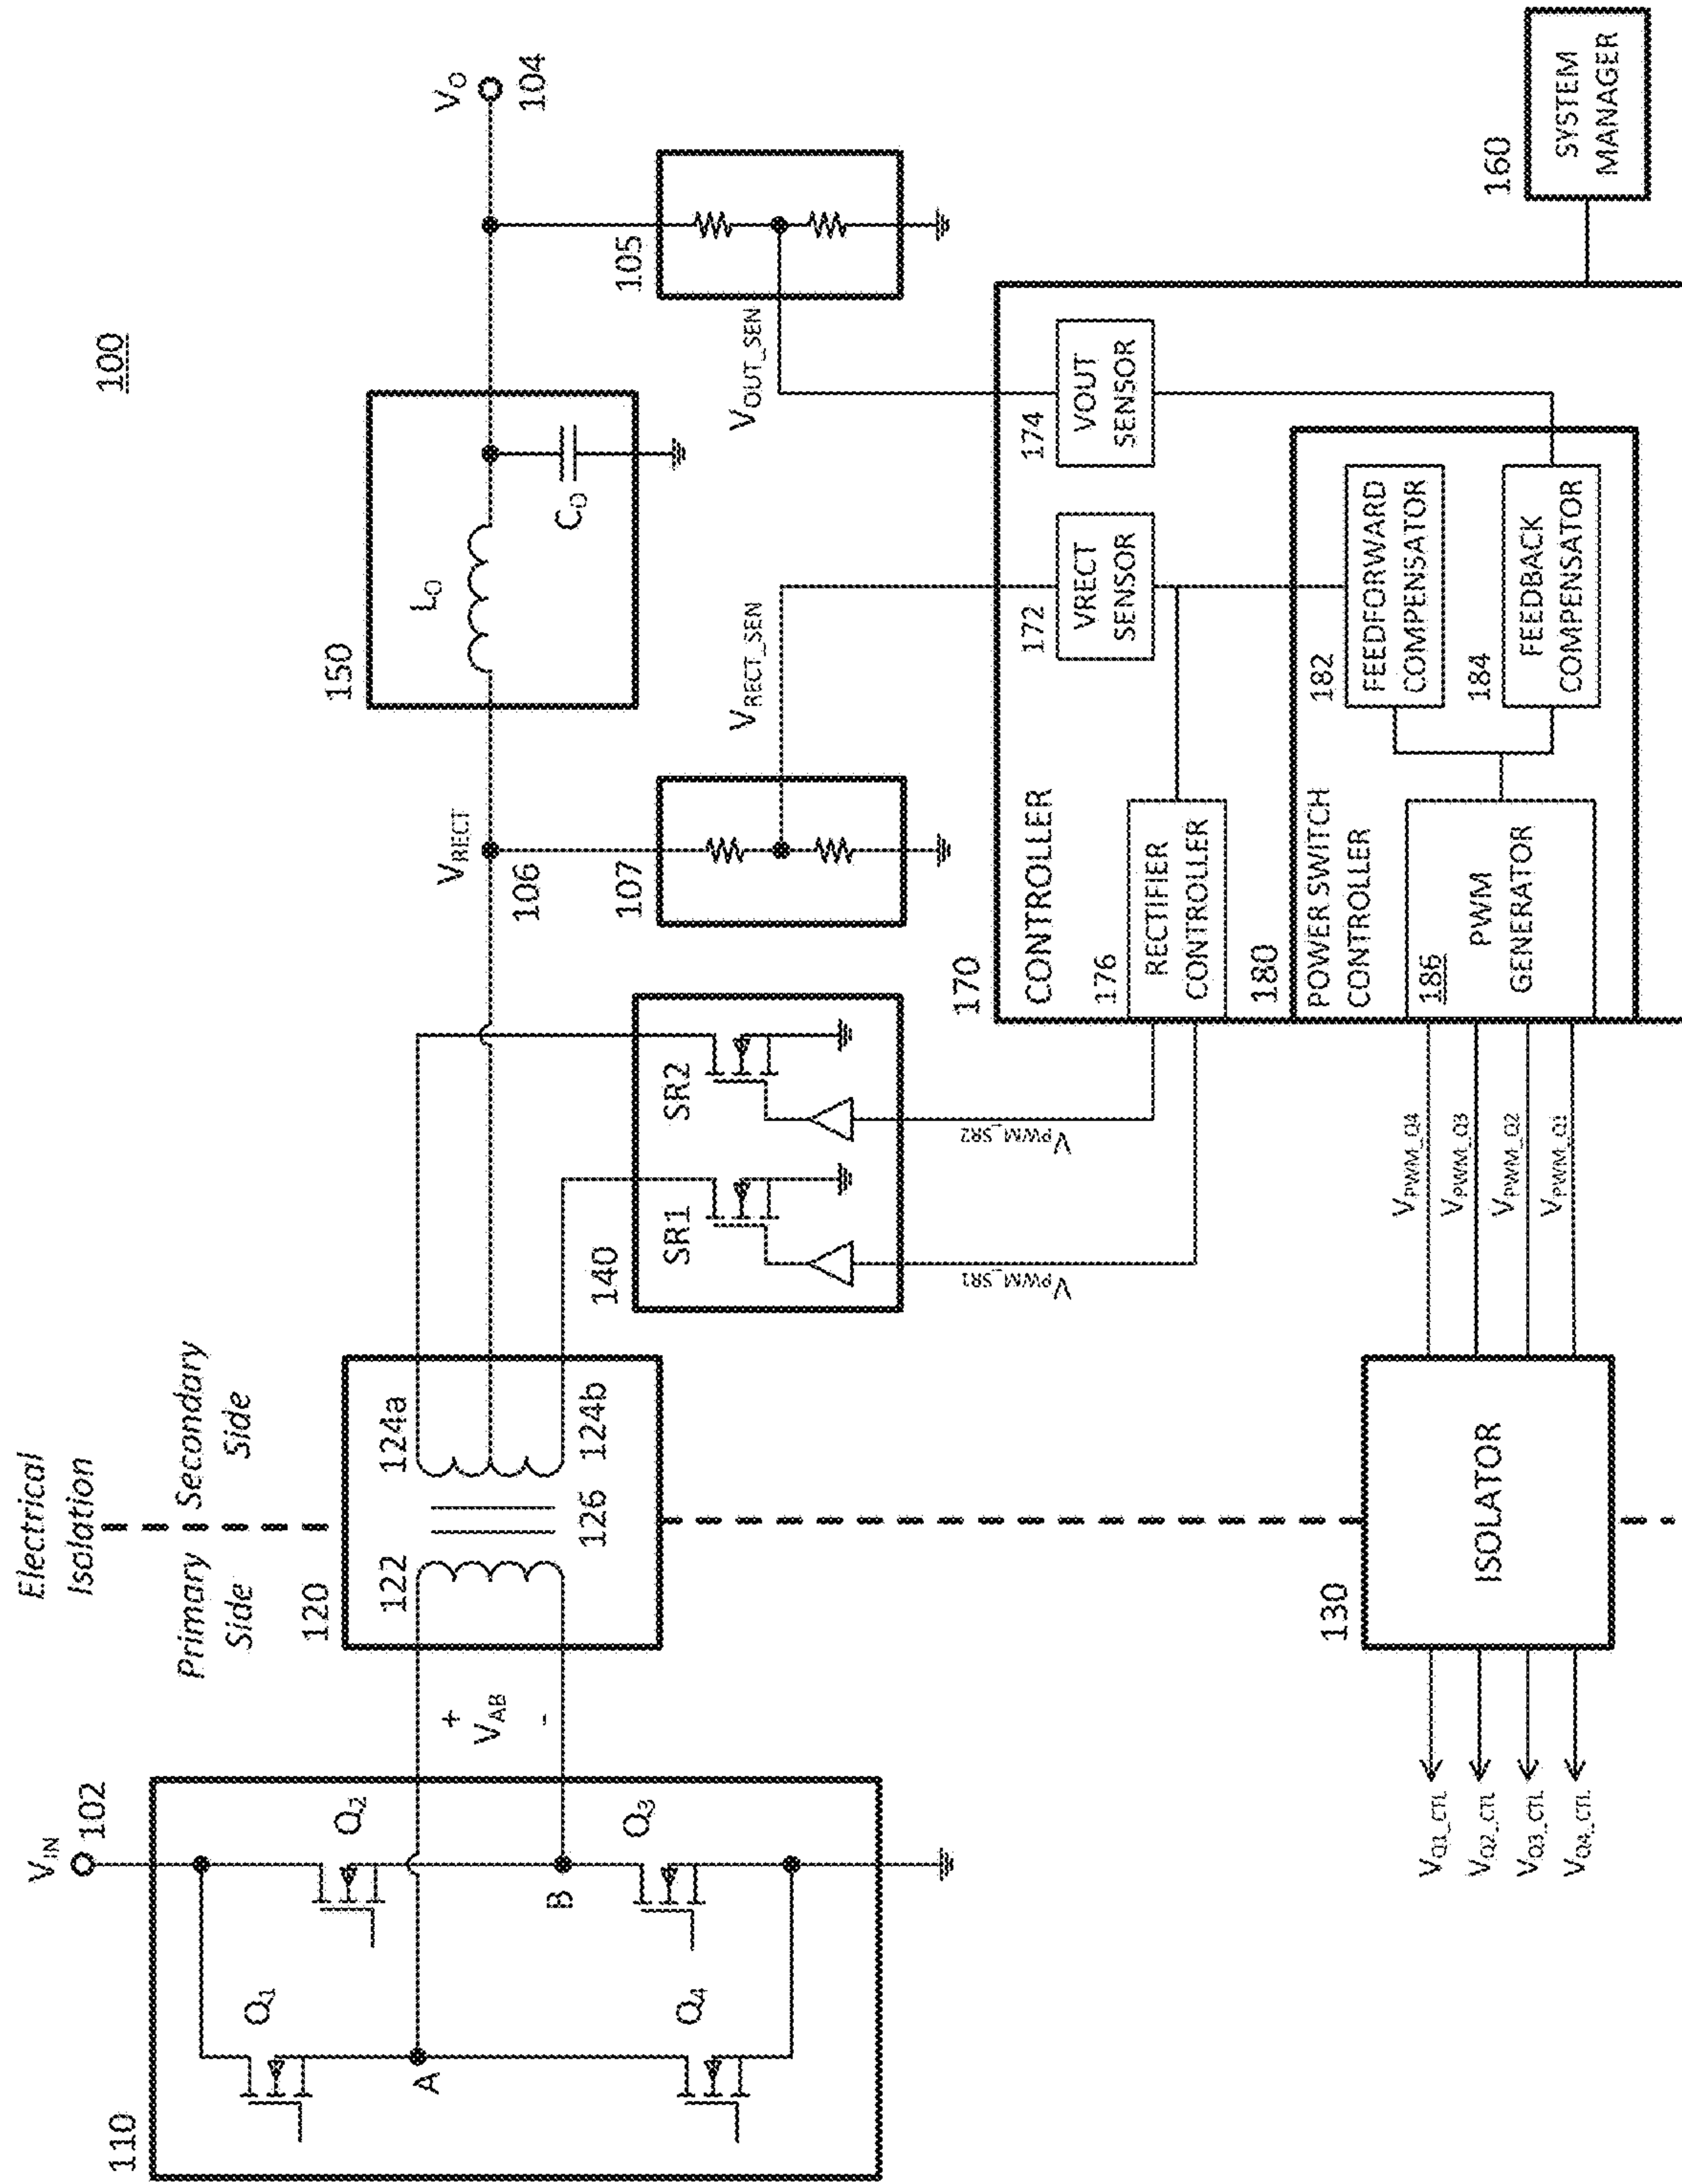 100
Electrical
Isolation
Primary
Side
Secondary
Side
110
V_IN
102
Q1
Q2
Q3
Q4
A
B
+
V_AB
-
120
122
124a
124b
126
140
SR1
SR2
V_PWM_SR1
V_PWM_SR2
V_RECT
106
107
V_RECT_SEN
150
L_O
C_O
V_O
104
105
V_OUT_SEN
130
ISOLATOR
V_Q1_CTL
V_Q2_CTL
V_Q3_CTL
V_Q4_CTL
V_PWM_Q4
V_PWM_Q3
V_PWM_Q2
V_PWM_Q1
170
CONTROLLER
172
VRECT
SENSOR
174
VOUT
SENSOR
176
RECTIFIER
CONTROLLER
180
POWER SWITCH
CONTROLLER
182
FEEDFORWARD
COMPENSATOR
184
FEEDBACK
COMPENSATOR
186
PWM
GENERATOR
160
SYSTEM
MANAGER